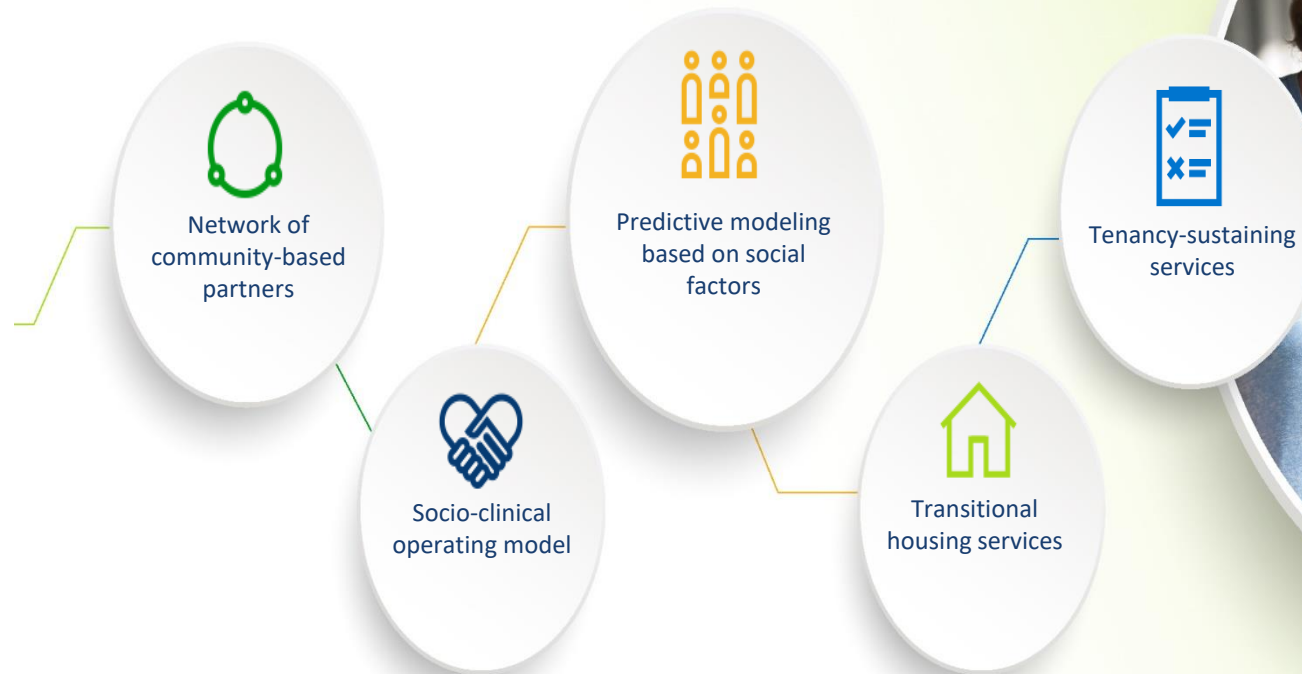 Network of
community-based
partners
Socio-clinical
operating model
Predictive modeling
based on social
factors
Transitional
housing services
Tenancy-sustaining
services